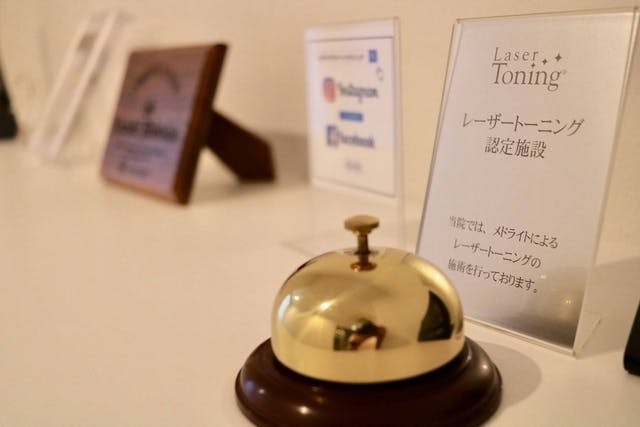 Laser
Toning®
レーザートーニング
認定施設
当院では、メドライトによる
レーザートーニングの
施術を行っております。
Instagram
facebook